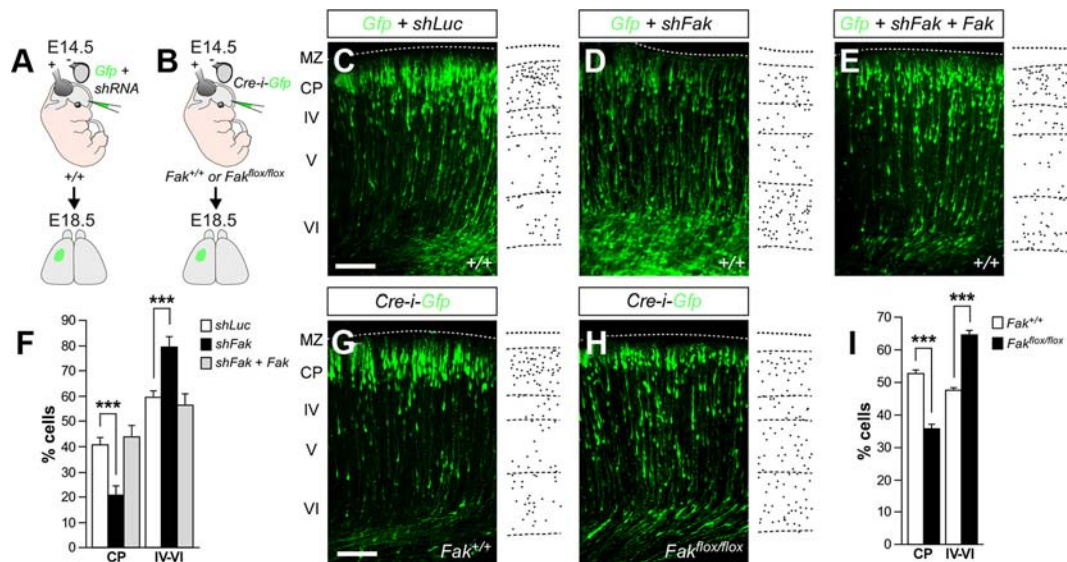 Gfp + shLuc
Gfp + shFak
Gfp + shFak + Fak
A
E14.5
+
-
Gfp +
shRNA
+/+
E18.5
B
E14.5
+
-
Cre-i-Gfp
Fak+/+ or Fakflox/flox
E18.5
MZ
CP
IV
V
VI
C
+/+
D
+/+
E
+/+
F
% cells
90
80
70
60
50
40
30
20
10
0
***
***
shLuc
shFak
shFak + Fak
CP
IV-VI
Cre-i-Gfp
Cre-i-Gfp
MZ
CP
IV
V
VI
G
Fak+/+
H
Fakflox/flox
I
% cells
70
60
50
40
30
20
10
0
***
***
Fak+/+
Fakflox/flox
CP
IV-VI